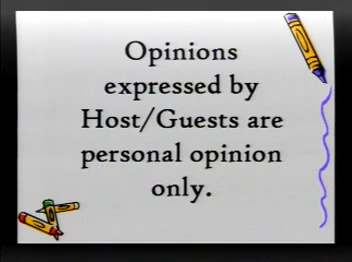 Opinions
expressed by
Host/Guests are
personal opinion
only.